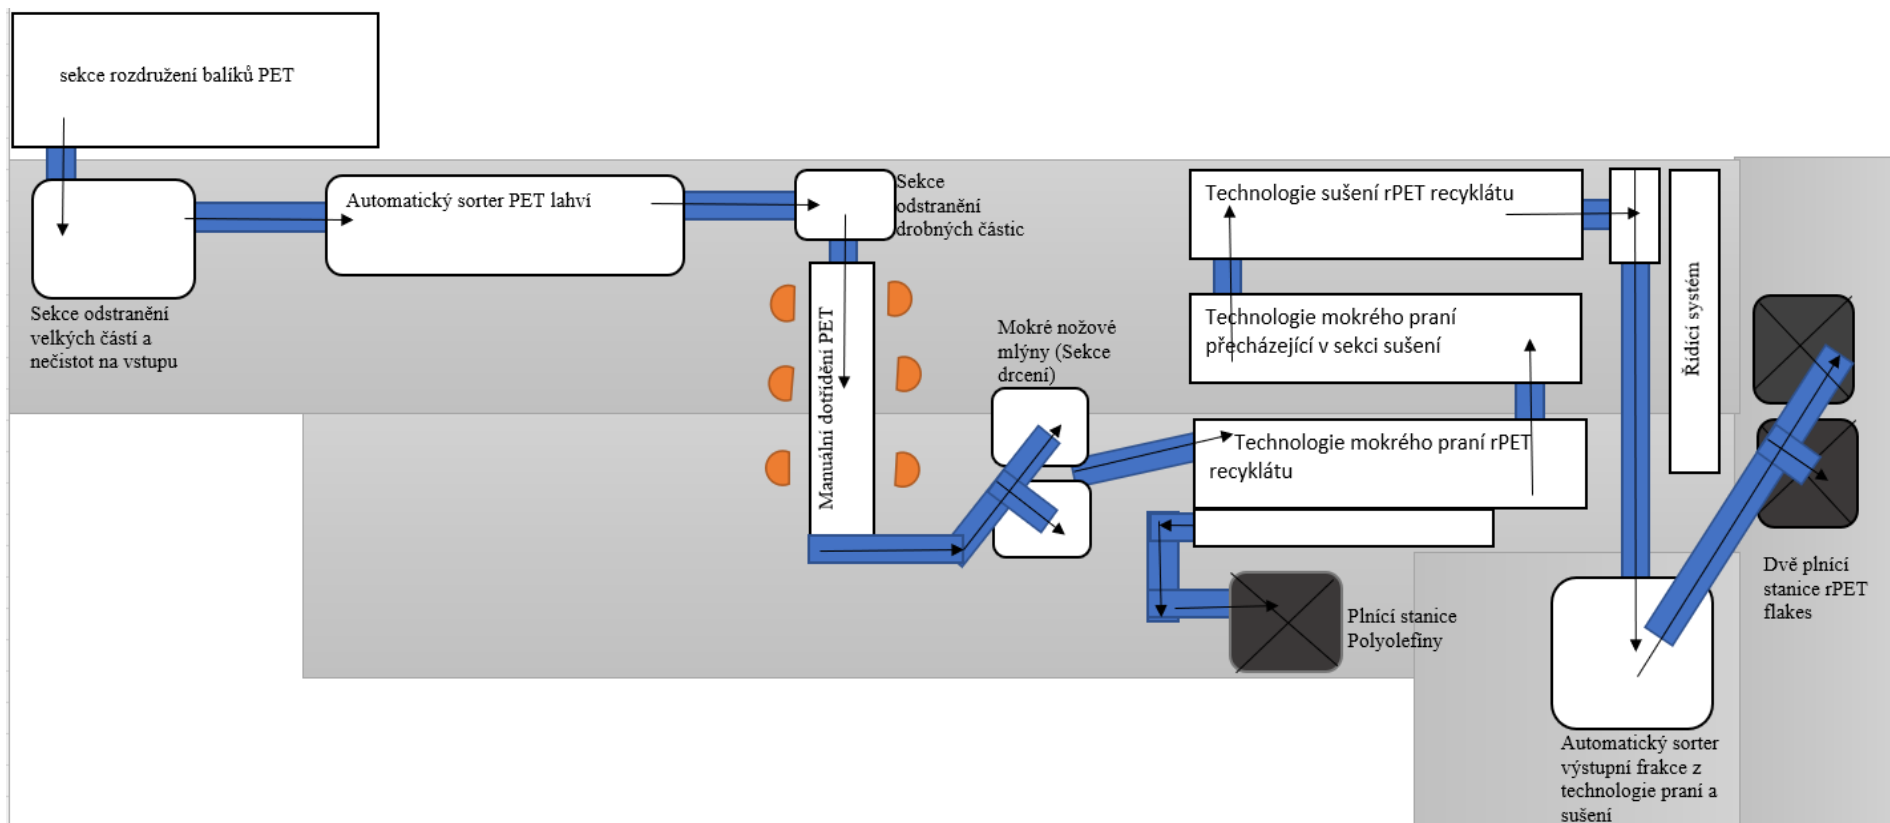 sekce rozdružení balíků PET
Sekce odstranění
velkých částí a
nečistot na vstupu
Automatický sorter PET lahví
Sekce
odstranění
drobných částic
Manuální dotřídění PET
Mokré nožové
mlýny (Sekce
drcení)
Technologie sušení rPET recyklátu
Technologie mokrého praní
přecházející v sekci sušení
Technologie mokrého praní rPET
recyklátu
Plnící stanice
Polyolefíny
Řídící systém
Dvě plnící
stanice rPET
flakes
Automatický sorter
výstupní frakce z
technologie praní a
sušení